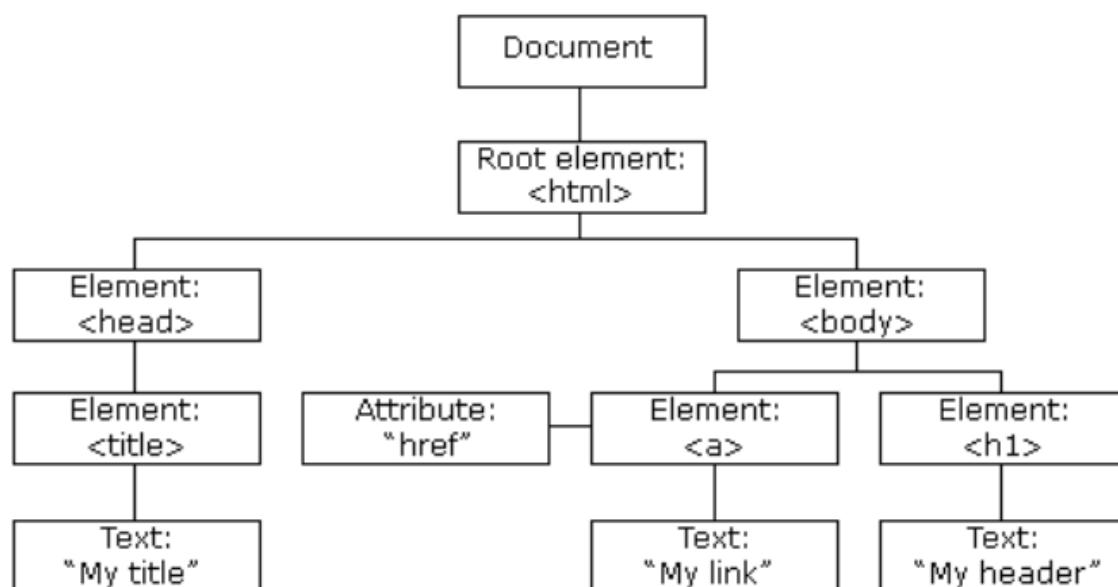 Document
Root element:
<html>
Element:
<head>
Element:
<body>
Element:
<title>
Attribute:
“href”
Element:
<a>
Element:
<h1>
Text:
“My title”
Text:
“My link”
Text:
“My header”